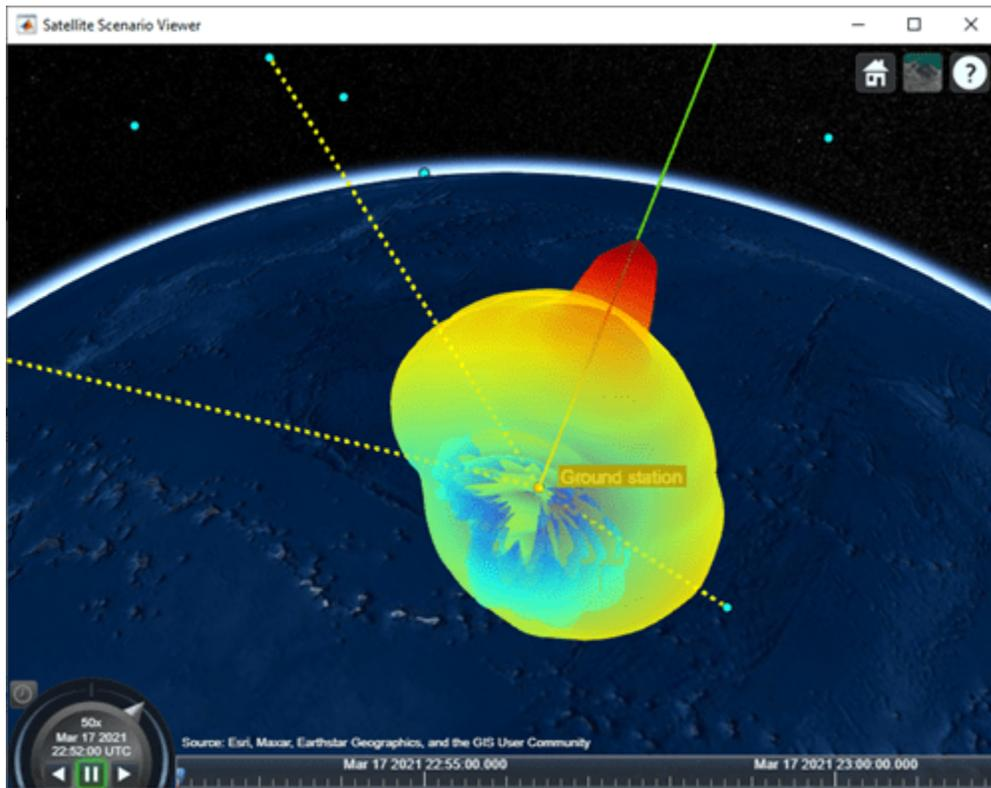 Satellite Scenario Viewer
?
Ground station
50x
Mar 17 2021
22:52:00 UTC
Source: Esri, Maxar, Earthstar Geographics, and the GIS User Community
Mar 17 2021 22:55:00.000
Mar 17 2021 23:00:00.000